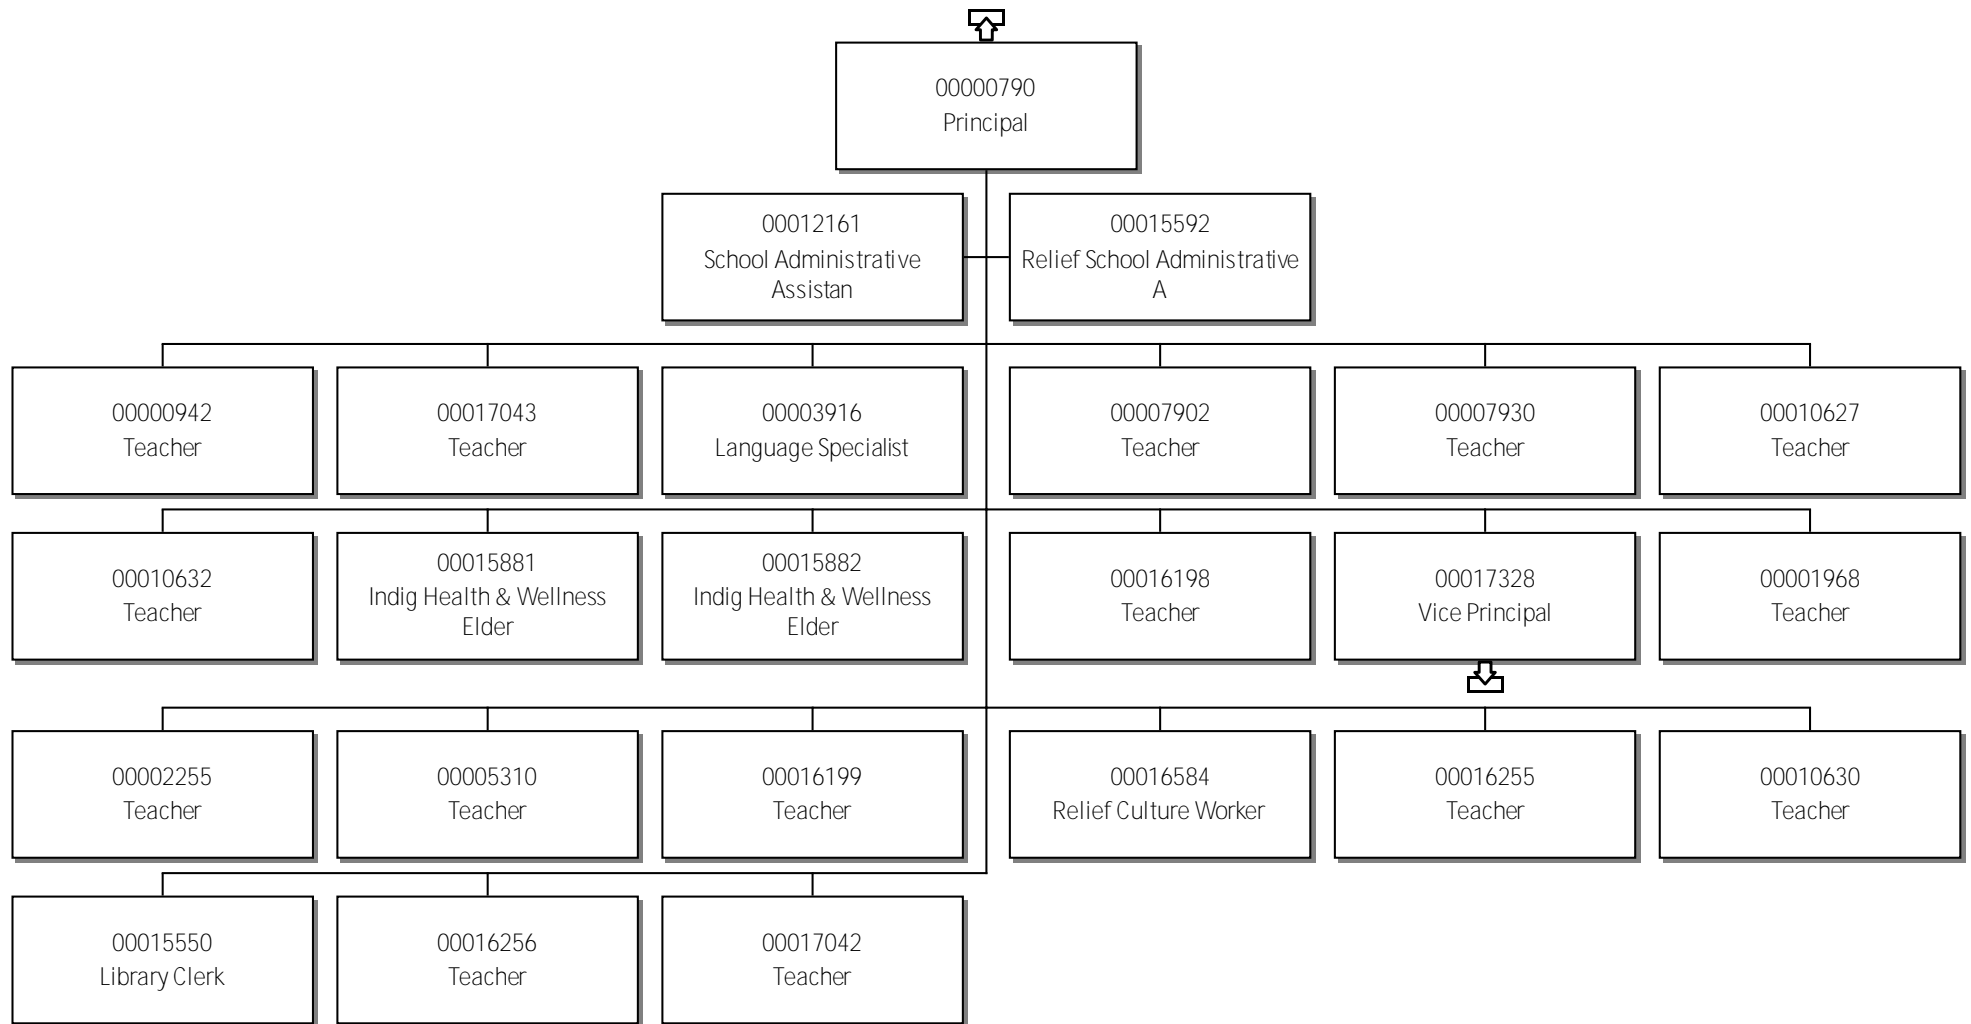 00000790
Principal
00012161
School Administrative
Assistan
00015592
Relief School Administrative
A
00000942
Teacher
00017043
Teacher
00003916
Language Specialist
00007902
Teacher
00007930
Teacher
00010627
Teacher
00010632
Teacher
00015881
Indig Health & Wellness
Elder
00015882
Indig Health & Wellness
Elder
00016198
Teacher
00017328
Vice Principal
00001968
Teacher
00002255
Teacher
00005310
Teacher
00016199
Teacher
00016584
Relief Culture Worker
00016255
Teacher
00010630
Teacher
00015550
Library Clerk
00016256
Teacher
00017042
Teacher